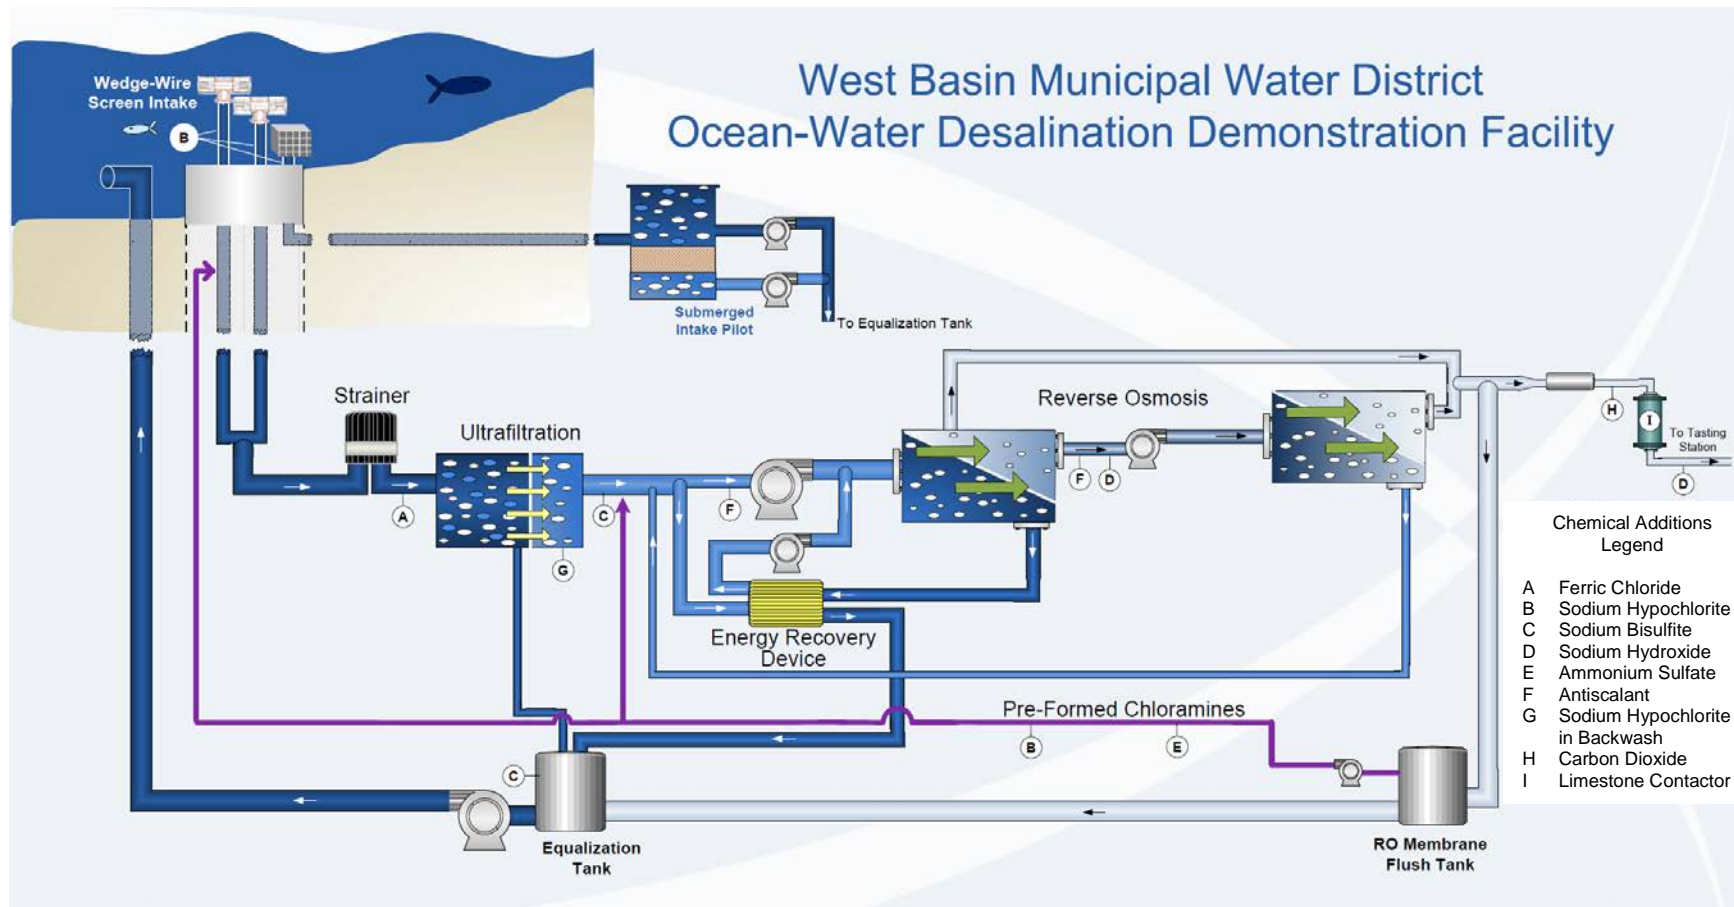 West Basin Municipal Water District
Ocean-Water Desalination Demonstration Facility
Wedge-Wire
Screen Intake
B
Submerged
Intake Pilot
To Equalization Tank
Strainer
Ultrafiltration
Reverse Osmosis
A
C
G
F
F
D
H
I
To Tasting
Station
D
Energy Recovery
Device
Pre-Formed Chloramines
B
E
C
Equalization
Tank
RO Membrane
Flush Tank
Chemical Additions
Legend
A Ferric Chloride
B Sodium Hypochlorite
C Sodium Bisulfite
D Sodium Hydroxide
E Ammonium Sulfate
F Antiscalant
G Sodium Hypochlorite
in Backwash
H Carbon Dioxide
I Limestone Contactor